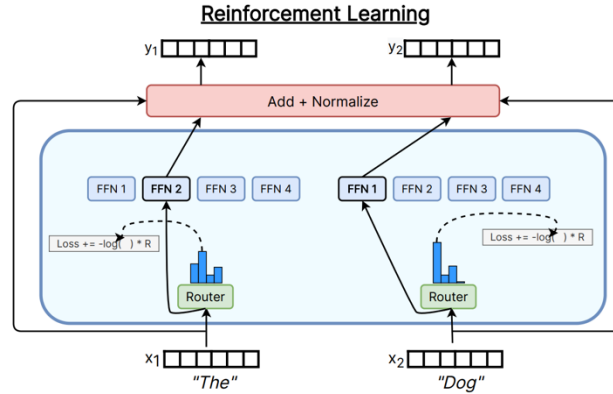 Reinforcement Learning
y1 y2
Add + Normalize
FFN 1 FFN 2 FFN 3 FFN 4 FFN 1 FFN 2 FFN 3 FFN 4
Loss += -log( ) * R Loss += -log( ) * R
Router Router
x1 x2
"The" "Dog"